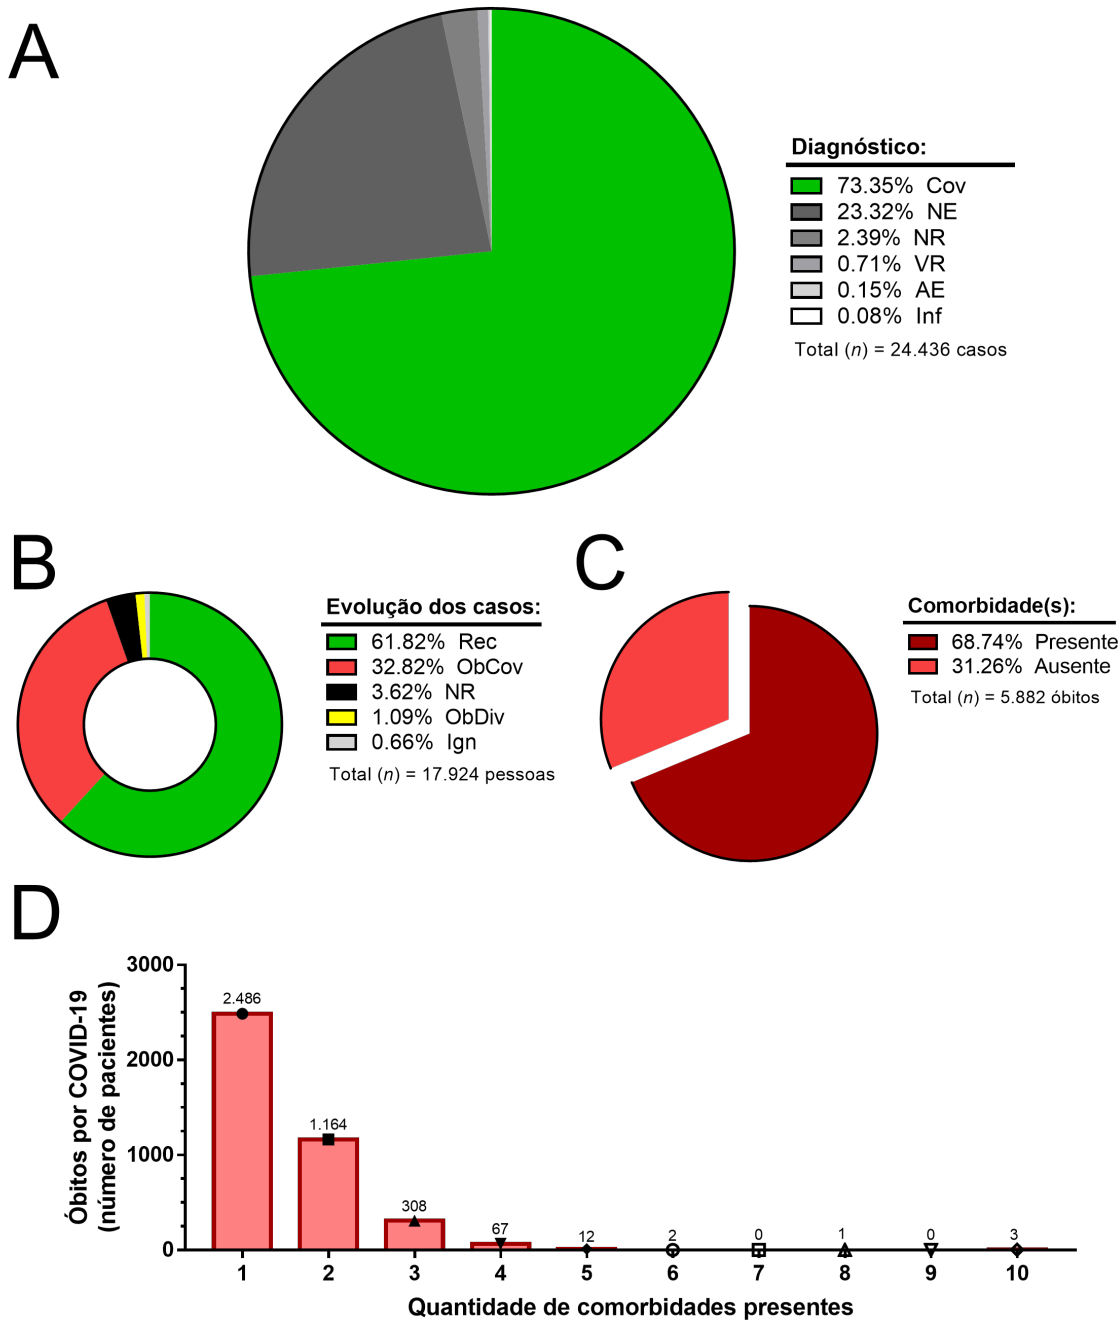 A
Diagnóstico:
73.35% Cov
23.32% NE
2.39% NR
0.71% VR
0.15% AE
0.08% Inf
Total (n) = 24.436 casos
B
Evolução dos casos:
61.82% Rec
32.82% ObCov
3.62% NR
1.09% ObDiv
0.66% Ign
Total (n) = 17.924 pessoas
C
Comorbidade(s):
68.74% Presente
31.26% Ausente
Total (n) = 5.882 óbitos
D
Óbitos por COVID-19
(número de pacientes)
3000
2000
1000
0
2.486
1.164
308
67
12
2
0
1
0
3
1 2 3 4 5 6 7 8 9 10
Quantidade de comorbidades presentes